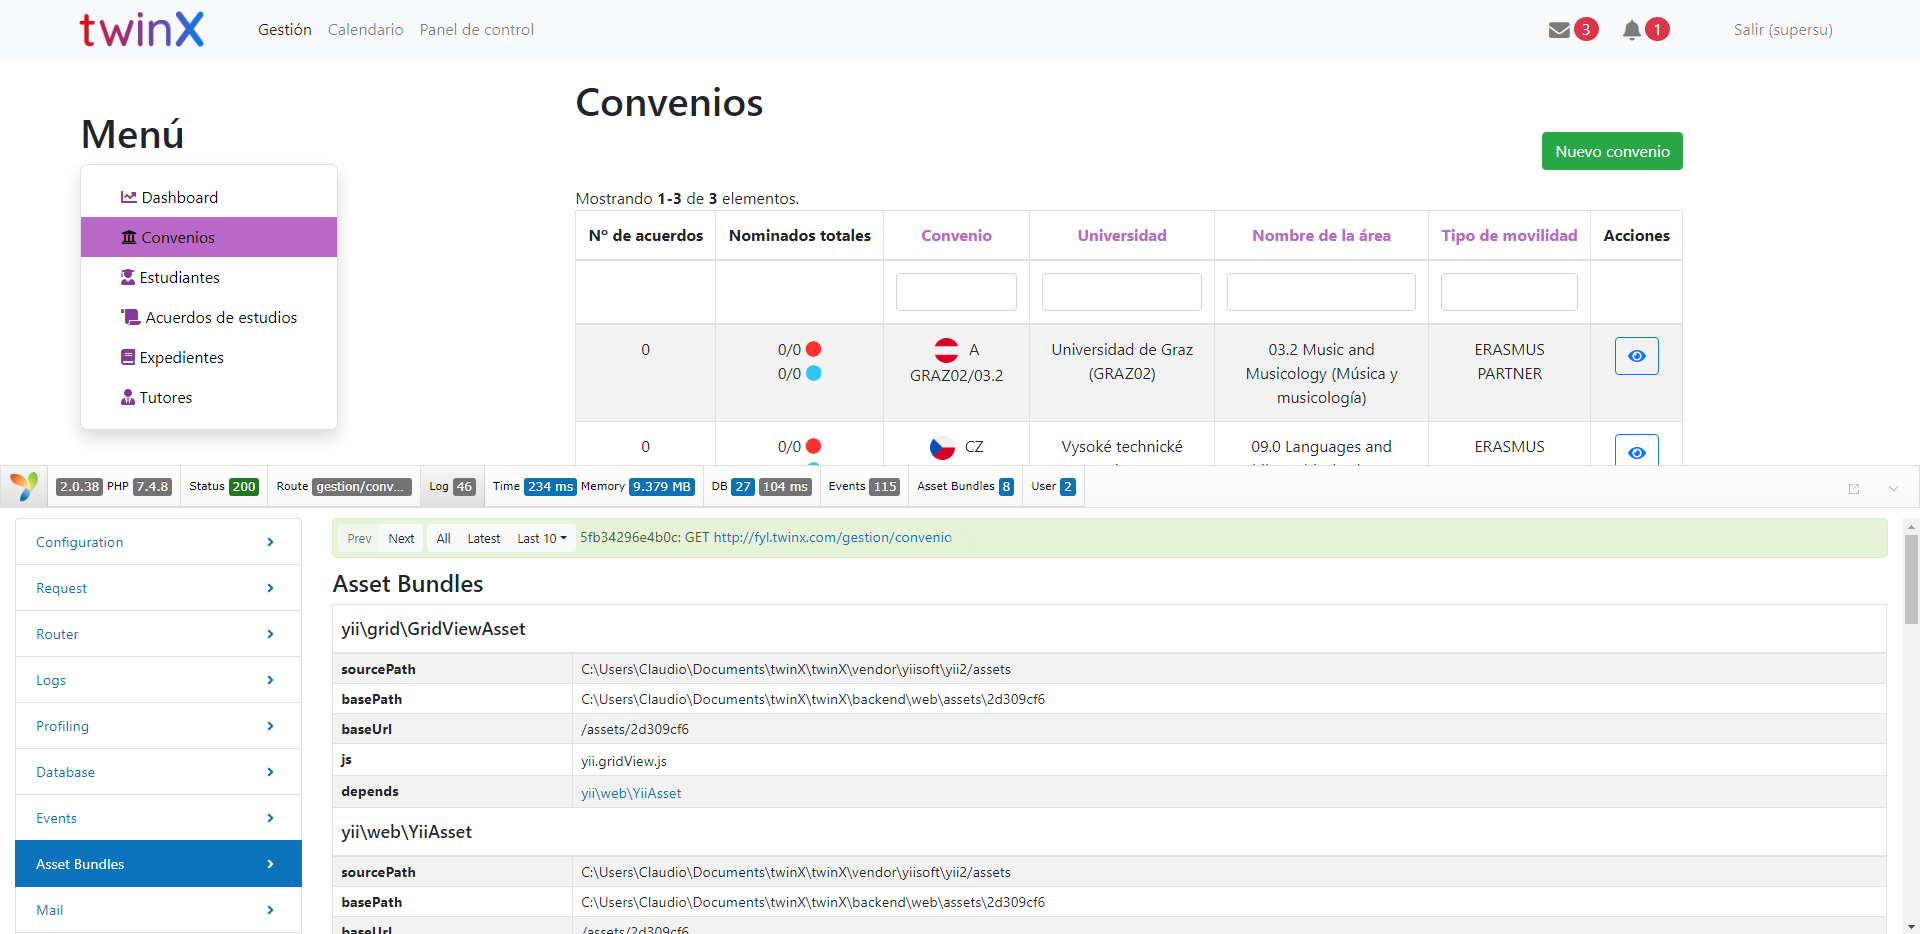 twinX Gestión Calendario Panel de control 3 1 Salir (supersu)
Menú
Dashboard
Convenios
Estudiantes
Acuerdos de estudios
Expedientes
Tutores
Convenios
Nuevo convenio
Mostrando 1-3 de 3 elementos.
Nº de acuerdos Nominados totales Convenio Universidad Nombre de la área Tipo de movilidad Acciones
0 0/0 A Universidad de Graz 03.2 Music and ERASMUS
0/0 GRAZ02/03.2 (GRAZ02) Musicology (Música y PARTNER
musicología)
0 0/0 CZ Vysoké technické 09.0 Languages and ERASMUS
2.0.38 PHP 7.4.8 Status 200 Route gestion/conv... Log 46 Time 234 ms Memory 9.379 MB DB 27 104 ms Events 115 Asset Bundles 8 User 2
Configuration
Request
Router
Logs
Profiling
Database
Events
Asset Bundles
Mail
Prev Next All Latest Last 10 5fb34296e4b0c: GET http://fyl.twinx.com/gestion/convenio
Asset Bundles
yii\grid\GridViewAsset
sourcePath C:\Users\Claudio\Documents\twinX\twinX\vendor\yiisoft\yii2/assets
basePath C:\Users\Claudio\Documents\twinX\twinX\backend\web\assets\2d309cf6
baseUrl /assets/2d309cf6
js yii.gridView.js
depends yii\web\YiiAsset
yii\web\YiiAsset
sourcePath C:\Users\Claudio\Documents\twinX\twinX\vendor\yiisoft\yii2/assets
basePath C:\Users\Claudio\Documents\twinX\twinX\backend\web\assets\2d309cf6
baseUrl /assets/2d309cf6